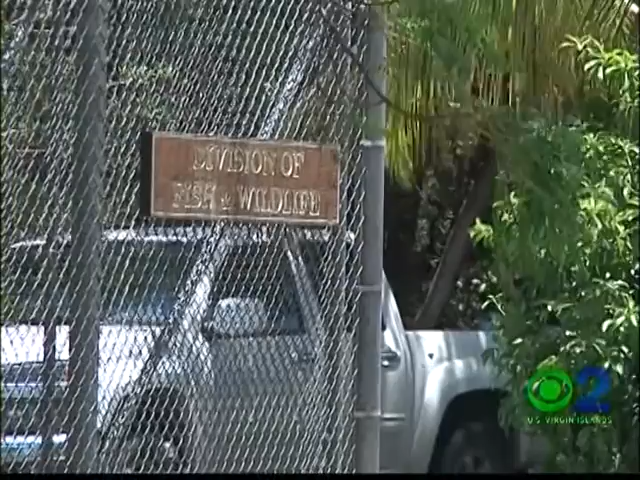 DIVISION OF
FISH & WILDLIFE
2
U.S. VIRGIN ISLANDS